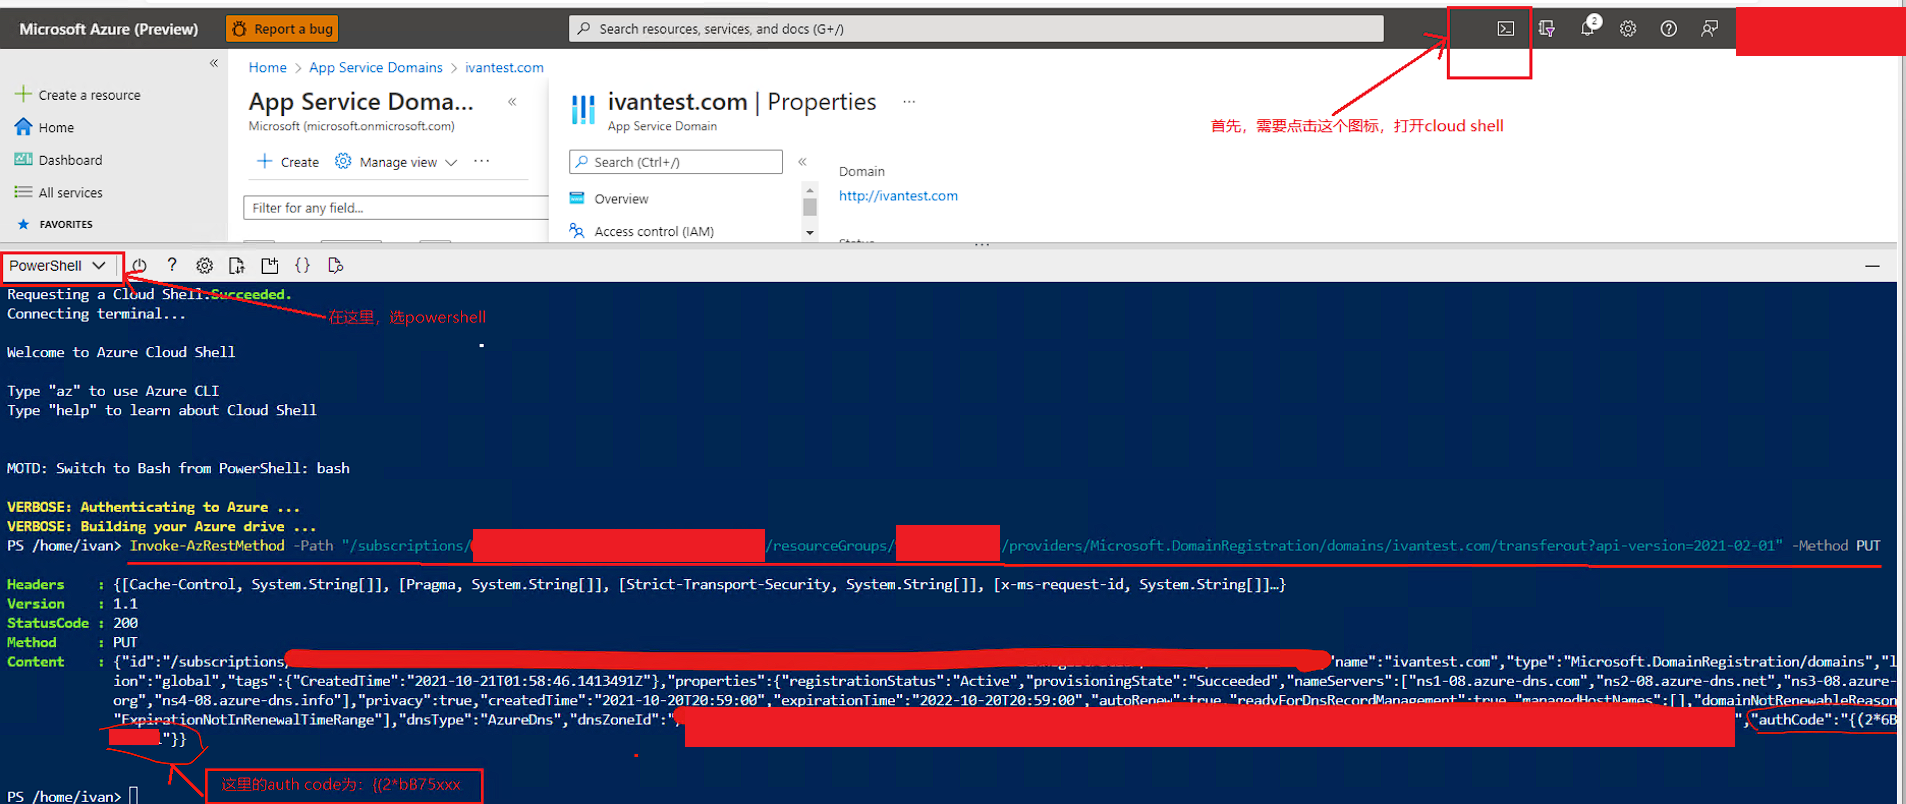 Microsoft Azure (Preview)
Report a bug
Search resources, services, and docs (G+/)
2
Home > App Service Domains > ivantest.com
Create a resource
Home
Dashboard
All services
FAVORITES
App Service Doma...
Microsoft (microsoft.onmicrosoft.com)
Create
Manage view
Filter for any field...
ivantest.com | Properties
App Service Domain
Search (Ctrl+/)
Overview
Access control (IAM)
Domain
http://ivantest.com
Status
首先，需要点击这个图标，打开cloud shell
PowerShell
在这里，选powershell
Requesting a Cloud Shell.Succeeded.
Connecting terminal...
Welcome to Azure Cloud Shell
Type "az" to use Azure CLI
Type "help" to learn about Cloud Shell
MOTD: Switch to Bash from PowerShell: bash
VERBOSE: Authenticating to Azure ...
VERBOSE: Building your Azure drive ...
PS /home/ivan> Invoke-AzRestMethod -Path "/subscriptions/ /resourceGroups/ /providers/Microsoft.DomainRegistration/domains/ivantest.com/transferout?api-version=2021-02-01" -Method PUT
Headers : {[Cache-Control, System.String[]], [Pragma, System.String[]], [Strict-Transport-Security, System.String[]], [x-ms-request-id, System.String[]]…}
Version : 1.1
StatusCode : 200
Method : PUT
Content : {"id":"/subscriptions/ "name":"ivantest.com","type":"Microsoft.DomainRegistration/domains","l
ion":"global","tags":{"CreatedTime":"2021-10-21T01:58:46.1413491Z"},"properties":{"registrationStatus":"Active","provisioningState":"Succeeded","nameServers":["ns1-08.azure-dns.com","ns2-08.azure-dns.net","ns3-08.azure-
org","ns4-08.azure-dns.info"],"privacy":true,"createdTime":"2021-10-20T20:59:00","expirationTime":"2022-10-20T20:59:00","autoRenew":true,"readyForDnsRecordManagement":true,"managedHostNames":[],"domainNotRenewableReason
"ExpirationNotInRenewalTimeRange"],"dnsType":"AzureDns","dnsZoneId":" ","authCode":"{(2*6B
"}}
这里的auth code为：{(2*bB75xxx
PS /home/ivan>